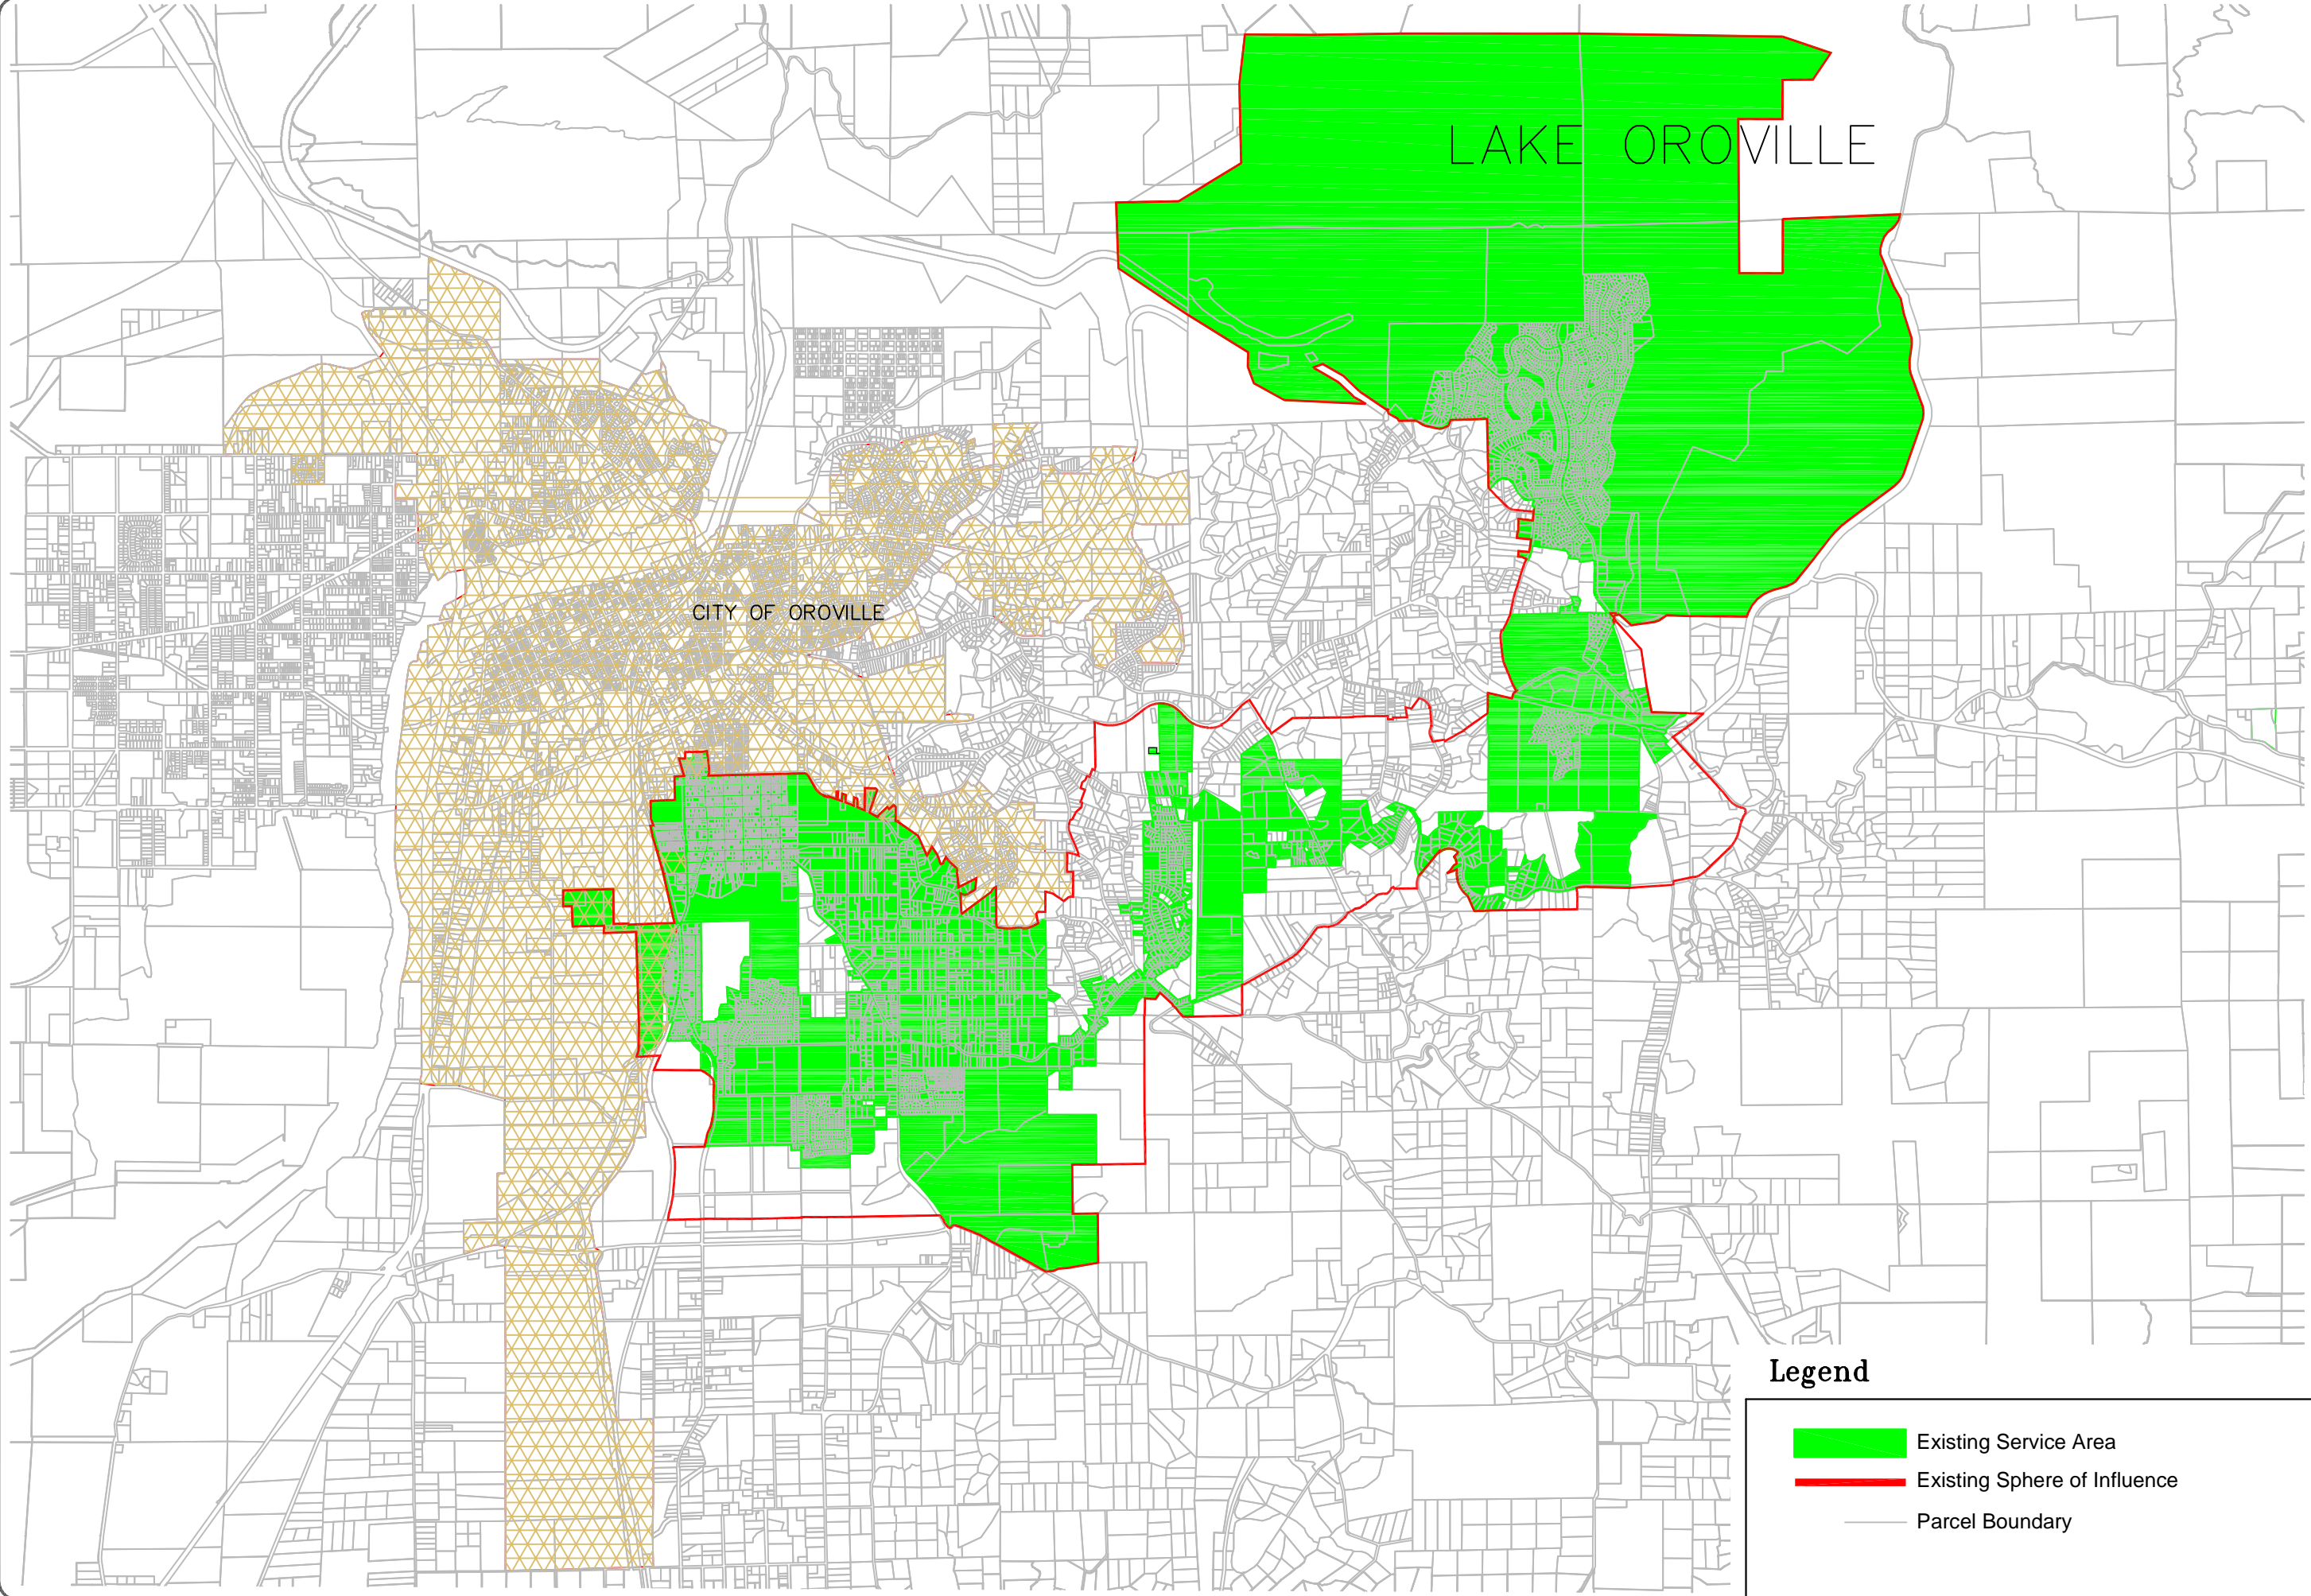 LAKE OROVILLE
CITY OF OROVILLE
Legend
Existing Service Area
Existing Sphere of Influence
Parcel Boundary